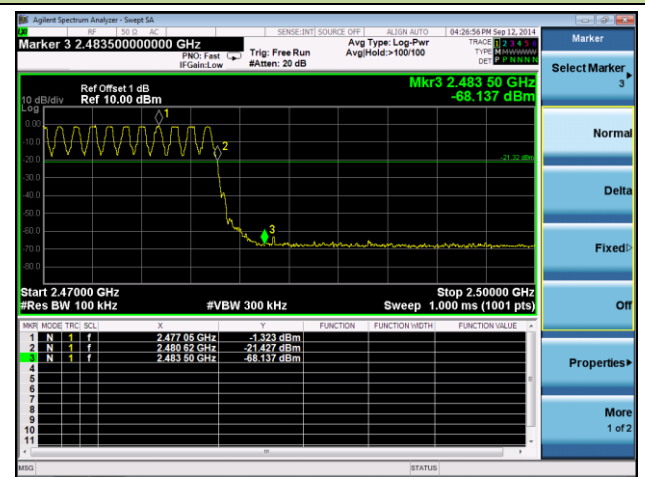 Agilent Spectrum Analyzer - Swept SA
LXI RF 50 Ω AC SENSE:INT SOURCE OFF ALIGN AUTO 04:26:56 PM Sep 12, 2014
Marker 3 2.483500000000 GHz
PNO: Fast
IFGain:Low
Trig: Free Run
#Atten: 20 dB
Avg Type: Log-Pwr
Avg|Hold:>100/100
TRACE 1 2 3 4 5 6
TYPE MWWWWW
DET P P N N N N
Ref Offset 1 dB
10 dB/div Ref 10.00 dBm
Log
Mkr3 2.483 50 GHz
-68.137 dBm
0.00
-10.0
-20.0
-30.0
-40.0
-50.0
-60.0
-70.0
-80.0
1
2
3
-21.32 dBm
Start 2.47000 GHz Stop 2.50000 GHz
#Res BW 100 kHz #VBW 300 kHz Sweep 1.000 ms (1001 pts)
MKR MODE TRC SCL X Y FUNCTION FUNCTION WIDTH FUNCTION VALUE
1 N 1 f 2.477 05 GHz -1.323 dBm
2 N 1 f 2.480 62 GHz -21.427 dBm
3 N 1 f 2.483 50 GHz -68.137 dBm
4
5
6
7
8
9
10
11
MSG STATUS
Marker
Select Marker
3
Normal
Delta
Fixed
Off
Properties
More
1 of 2